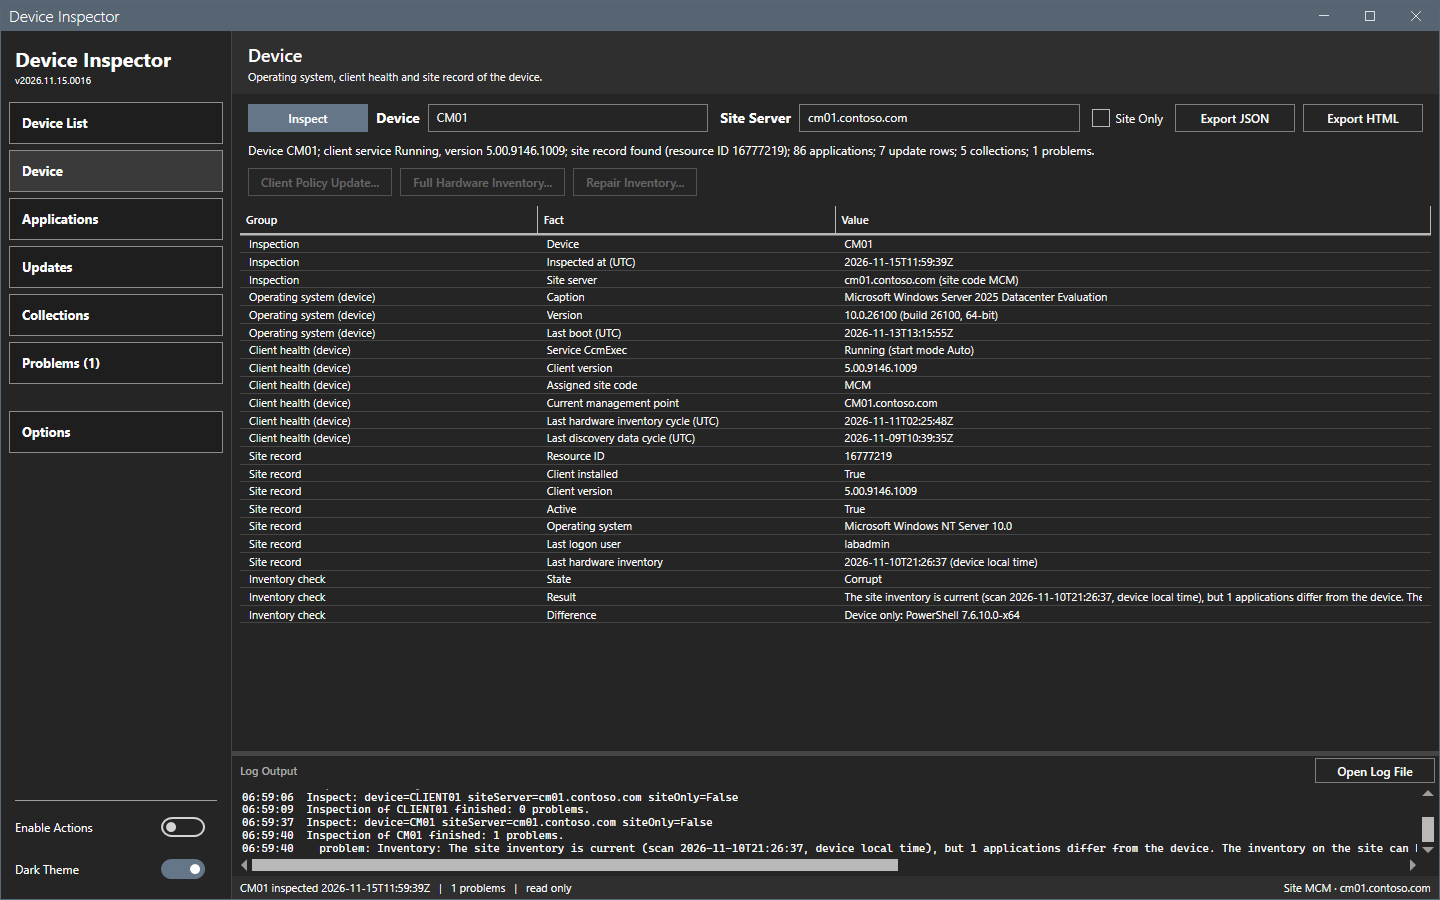 Device Inspector
Device Inspector
v2026.11.15.0016
Device List
Device
Applications
Updates
Collections
Problems (1)
Options
Enable Actions
Dark Theme
Device
Operating system, client health and site record of the device.
Inspect Device CM01 Site Server cm01.contoso.com Site Only Export JSON Export HTML
Device CM01; client service Running, version 5.00.9146.1009; site record found (resource ID 16777219); 86 applications; 7 update rows; 5 collections; 1 problems.
Client Policy Update... Full Hardware Inventory... Repair Inventory...
Group Fact Value
Inspection Device CM01
Inspection Inspected at (UTC) 2026-11-15T11:59:39Z
Inspection Site server cm01.contoso.com (site code MCM)
Operating system (device) Caption Microsoft Windows Server 2025 Datacenter Evaluation
Operating system (device) Version 10.0.26100 (build 26100, 64-bit)
Operating system (device) Last boot (UTC) 2026-11-13T13:15:55Z
Client health (device) Service CcmExec Running (start mode Auto)
Client health (device) Client version 5.00.9146.1009
Client health (device) Assigned site code MCM
Client health (device) Current management point CM01.contoso.com
Client health (device) Last hardware inventory cycle (UTC) 2026-11-11T02:25:48Z
Client health (device) Last discovery data cycle (UTC) 2026-11-09T10:39:35Z
Site record Resource ID 16777219
Site record Client installed True
Site record Client version 5.00.9146.1009
Site record Active True
Site record Operating system Microsoft Windows NT Server 10.0
Site record Last logon user labadmin
Site record Last hardware inventory 2026-11-10T21:26:37 (device local time)
Inventory check State Corrupt
Inventory check Result The site inventory is current (scan 2026-11-10T21:26:37, device local time), but 1 applications differ from the device. The
Inventory check Difference Device only: PowerShell 7.6.10.0-x64
Log Output Open Log File
06:59:06 Inspect: device=CLIENT01 siteServer=cm01.contoso.com siteOnly=False
06:59:09 Inspection of CLIENT01 finished: 0 problems.
06:59:37 Inspect: device=CM01 siteServer=cm01.contoso.com siteOnly=False
06:59:40 Inspection of CM01 finished: 1 problems.
06:59:40 problem: Inventory: The site inventory is current (scan 2026-11-10T21:26:37, device local time), but 1 applications differ from the device. The inventory on the site can
CM01 inspected 2026-11-15T11:59:39Z | 1 problems | read only Site MCM · cm01.contoso.com